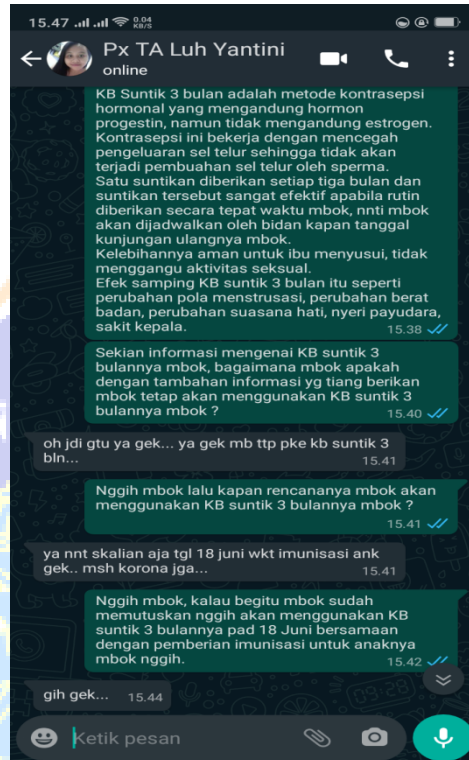 15.47 0.04 KB/S
Px TA Luh Yantini
online
KB Suntik 3 bulan adalah metode kontrasepsi
hormonal yang mengandung hormon
progestin, namun tidak mengandung estrogen.
Kontrasepsi ini bekerja dengan mencegah
pengeluaran sel telur sehingga tidak akan
terjadi pembuahan sel telur oleh sperma.
Satu suntikan diberikan setiap tiga bulan dan
suntikan tersebut sangat efektif apabila rutin
diberikan secara tepat waktu mbok, nnti mbok
akan dijadwalkan oleh bidan kapan tanggal
kunjungan ulangnya mbok.
Kelebihannya aman untuk ibu menyusui, tidak
menggangu aktivitas seksual.
Efek samping KB suntik 3 bulan itu seperti
perubahan pola menstrusasi, perubahan berat
badan, perubahan suasana hati, nyeri payudara,
sakit kepala. 15.38
Sekian informasi mengenai KB suntik 3
bulannya mbok, bagaimana mbok apakah
dengan tambahan informasi yg tiang berikan
mbok tetap akan menggunakan KB suntik 3
bulannya mbok ? 15.40
oh jdi gtu ya gek... ya gek mb ttp pke kb suntik 3
bln... 15.41
Nggih mbok lalu kapan rencananya mbok akan
menggunakan KB suntik 3 bulannya mbok ?
15.41
ya nnt skalian aja tgl 18 juni wkt imunisasi ank
gek.. msh korona jga... 15.41
Nggih mbok, kalau begitu mbok sudah
memutuskan nggih akan menggunakan KB
suntik 3 bulannya pad 18 Juni bersamaan
dengan pemberian imunisasi untuk anaknya
mbok nggih. 15.42
gih gek... 15.44
Ketik pesan